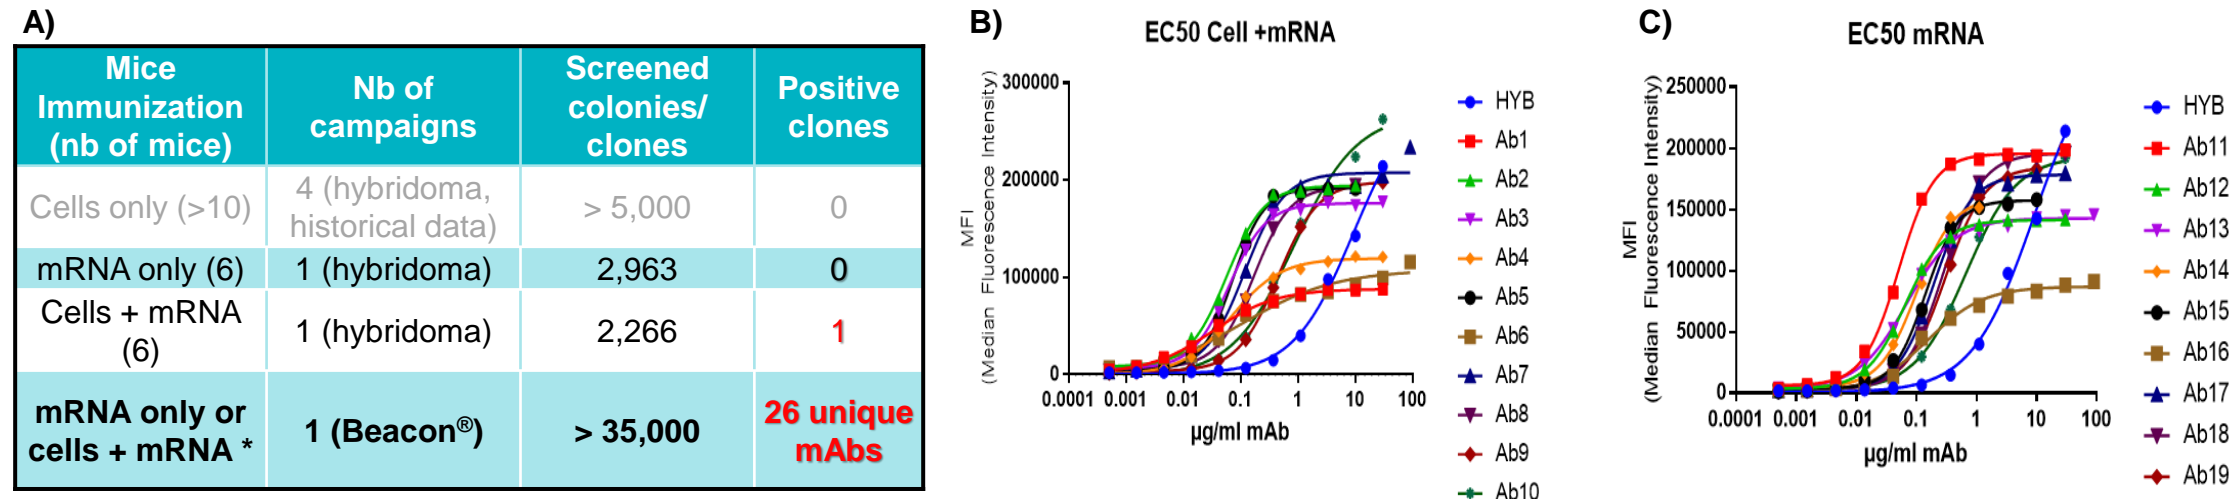 A)
Mice
Immunization
(nb of mice)
Nb of
campaigns
Screened
colonies/
clones
Positive
clones
Cells only (>10)
4 (hybridoma,
historical data)
> 5,000
0
mRNA only (6)
1 (hybridoma)
2,963
0
Cells + mRNA
(6)
1 (hybridoma)
2,266
1
mRNA only or
cells + mRNA *
1 (Beacon®)
> 35,000
26 unique
mAbs
B)
EC50 Cell +mRNA
MFI
(Median Fluorescence Intensity)
300000
200000
100000
0
0.0001
0.001
0.01
0.1
1
10
100
µg/ml mAb
HYB
Ab1
Ab2
Ab3
Ab4
Ab5
Ab6
Ab7
Ab8
Ab9
Ab10
C)
EC50 mRNA
MFI
(Median Fluorescence Intensity)
250000
200000
150000
100000
50000
0
0.0001
0.001
0.01
0.1
1
10
100
µg/ml mAb
HYB
Ab11
Ab12
Ab13
Ab14
Ab15
Ab16
Ab17
Ab18
Ab19